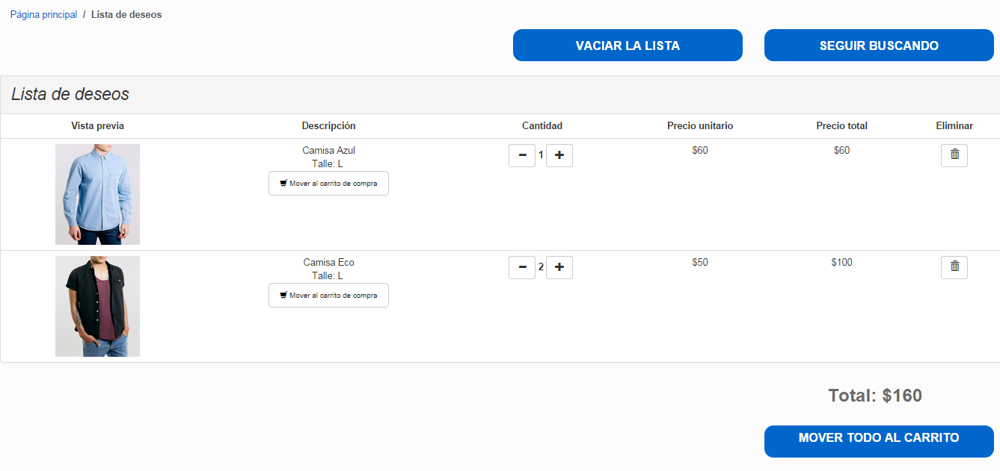 Página principal / Lista de deseos
VACIAR LA LISTA SEGUIR BUSCANDO
Lista de deseos
Vista previa Descripción Cantidad Precio unitario Precio total Eliminar
Camisa Azul 1 $60 $60
Talle: L
Mover al carrito de compra
Camisa Eco 2 $50 $100
Talle: L
Mover al carrito de compra
Total: $160
MOVER TODO AL CARRITO